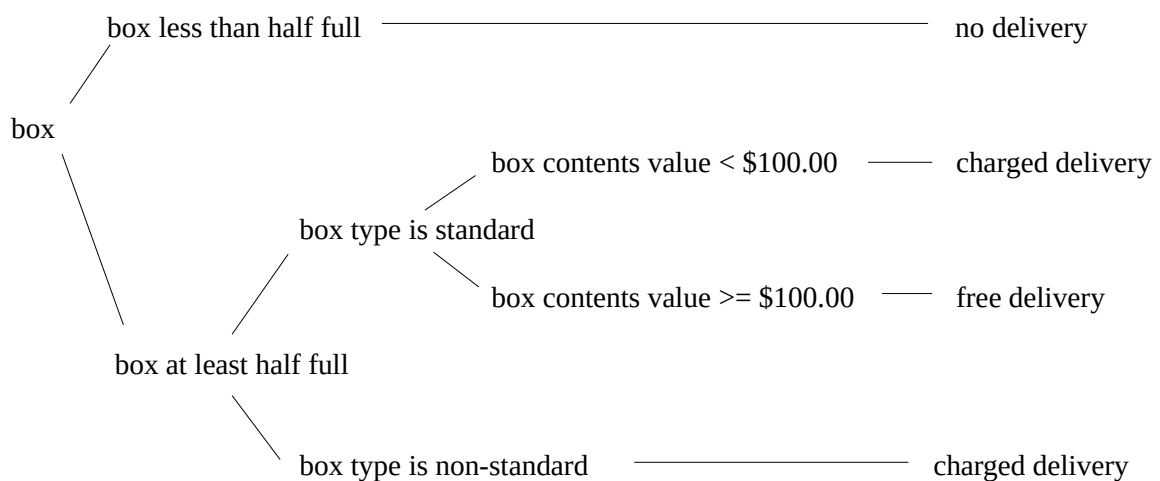 box less than half full no delivery
box
box contents value < $100.00 charged delivery
box type is standard
box contents value >= $100.00 free delivery
box at least half full
box type is non-standard charged delivery